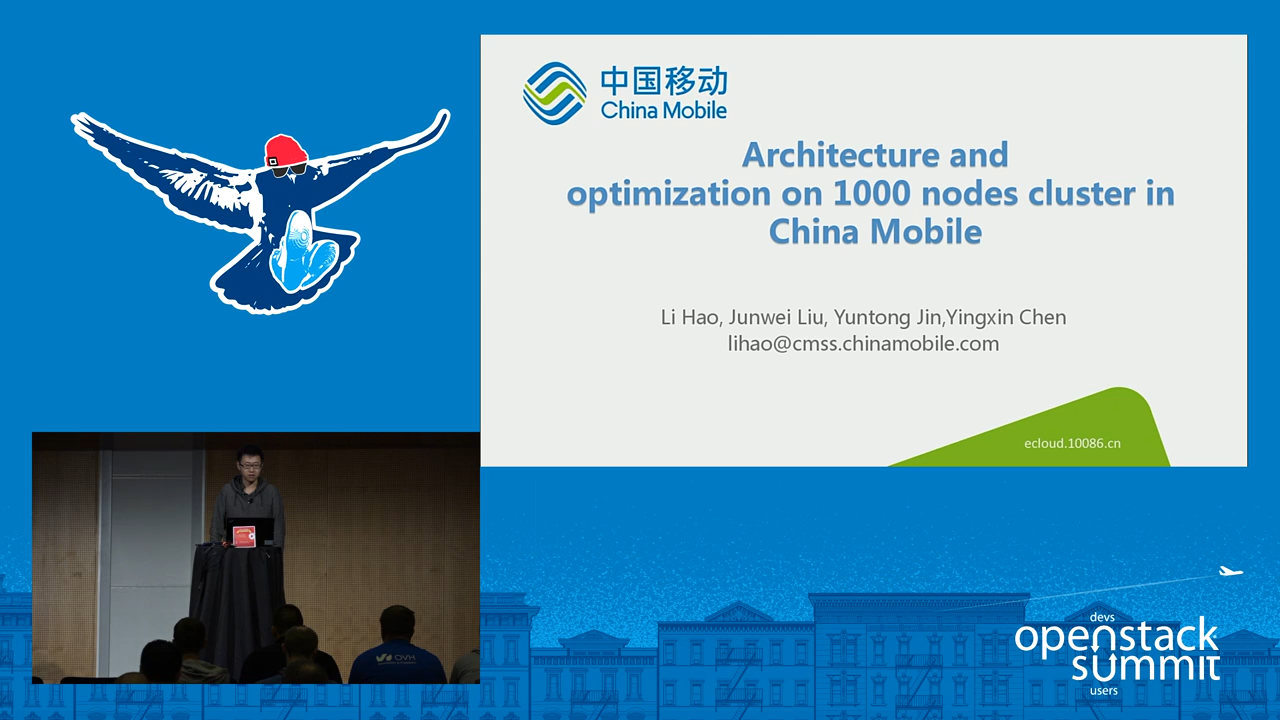 中国移动
China Mobile
Architecture and
optimization on 1000 nodes cluster in
China Mobile
Li Hao, Junwei Liu, Yuntong Jin,Yingxin Chen
lihao@cmss.chinamobile.com
ecloud.10086.cn
OVH
devs
openstack
summit
users